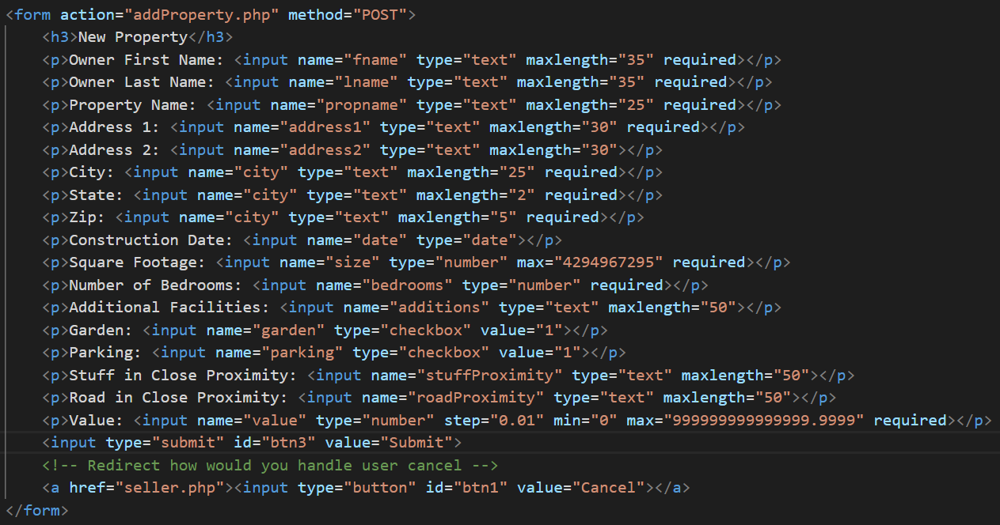 <form action="addProperty.php" method="POST">
<h3>New Property</h3>
<p>Owner First Name: <input name="fname" type="text" maxlength="35" required></p>
<p>Owner Last Name: <input name="lname" type="text" maxlength="35" required></p>
<p>Property Name: <input name="propname" type="text" maxlength="25" required></p>
<p>Address 1: <input name="address1" type="text" maxlength="30" required></p>
<p>Address 2: <input name="address2" type="text" maxlength="30"></p>
<p>City: <input name="city" type="text" maxlength="25" required></p>
<p>State: <input name="city" type="text" maxlength="2" required></p>
<p>Zip: <input name="city" type="text" maxlength="5" required></p>
<p>Construction Date: <input name="date" type="date"></p>
<p>Square Footage: <input name="size" type="number" max="4294967295" required></p>
<p>Number of Bedrooms: <input name="bedrooms" type="number" required></p>
<p>Additional Facilities: <input name="additions" type="text" maxlength="50"></p>
<p>Garden: <input name="garden" type="checkbox" value="1"></p>
<p>Parking: <input name="parking" type="checkbox" value="1"></p>
<p>Stuff in Close Proximity: <input name="stuffProximity" type="text" maxlength="50"></p>
<p>Road in Close Proximity: <input name="roadProximity" type="text" maxlength="50"></p>
<p>Value: <input name="value" type="number" step="0.01" min="0" max="999999999999999.9999" required></p>
<input type="submit" id="btn3" value="Submit">
<!-- Redirect how would you handle user cancel -->
<a href="seller.php"><input type="button" id="btn1" value="Cancel"></a>
</form>